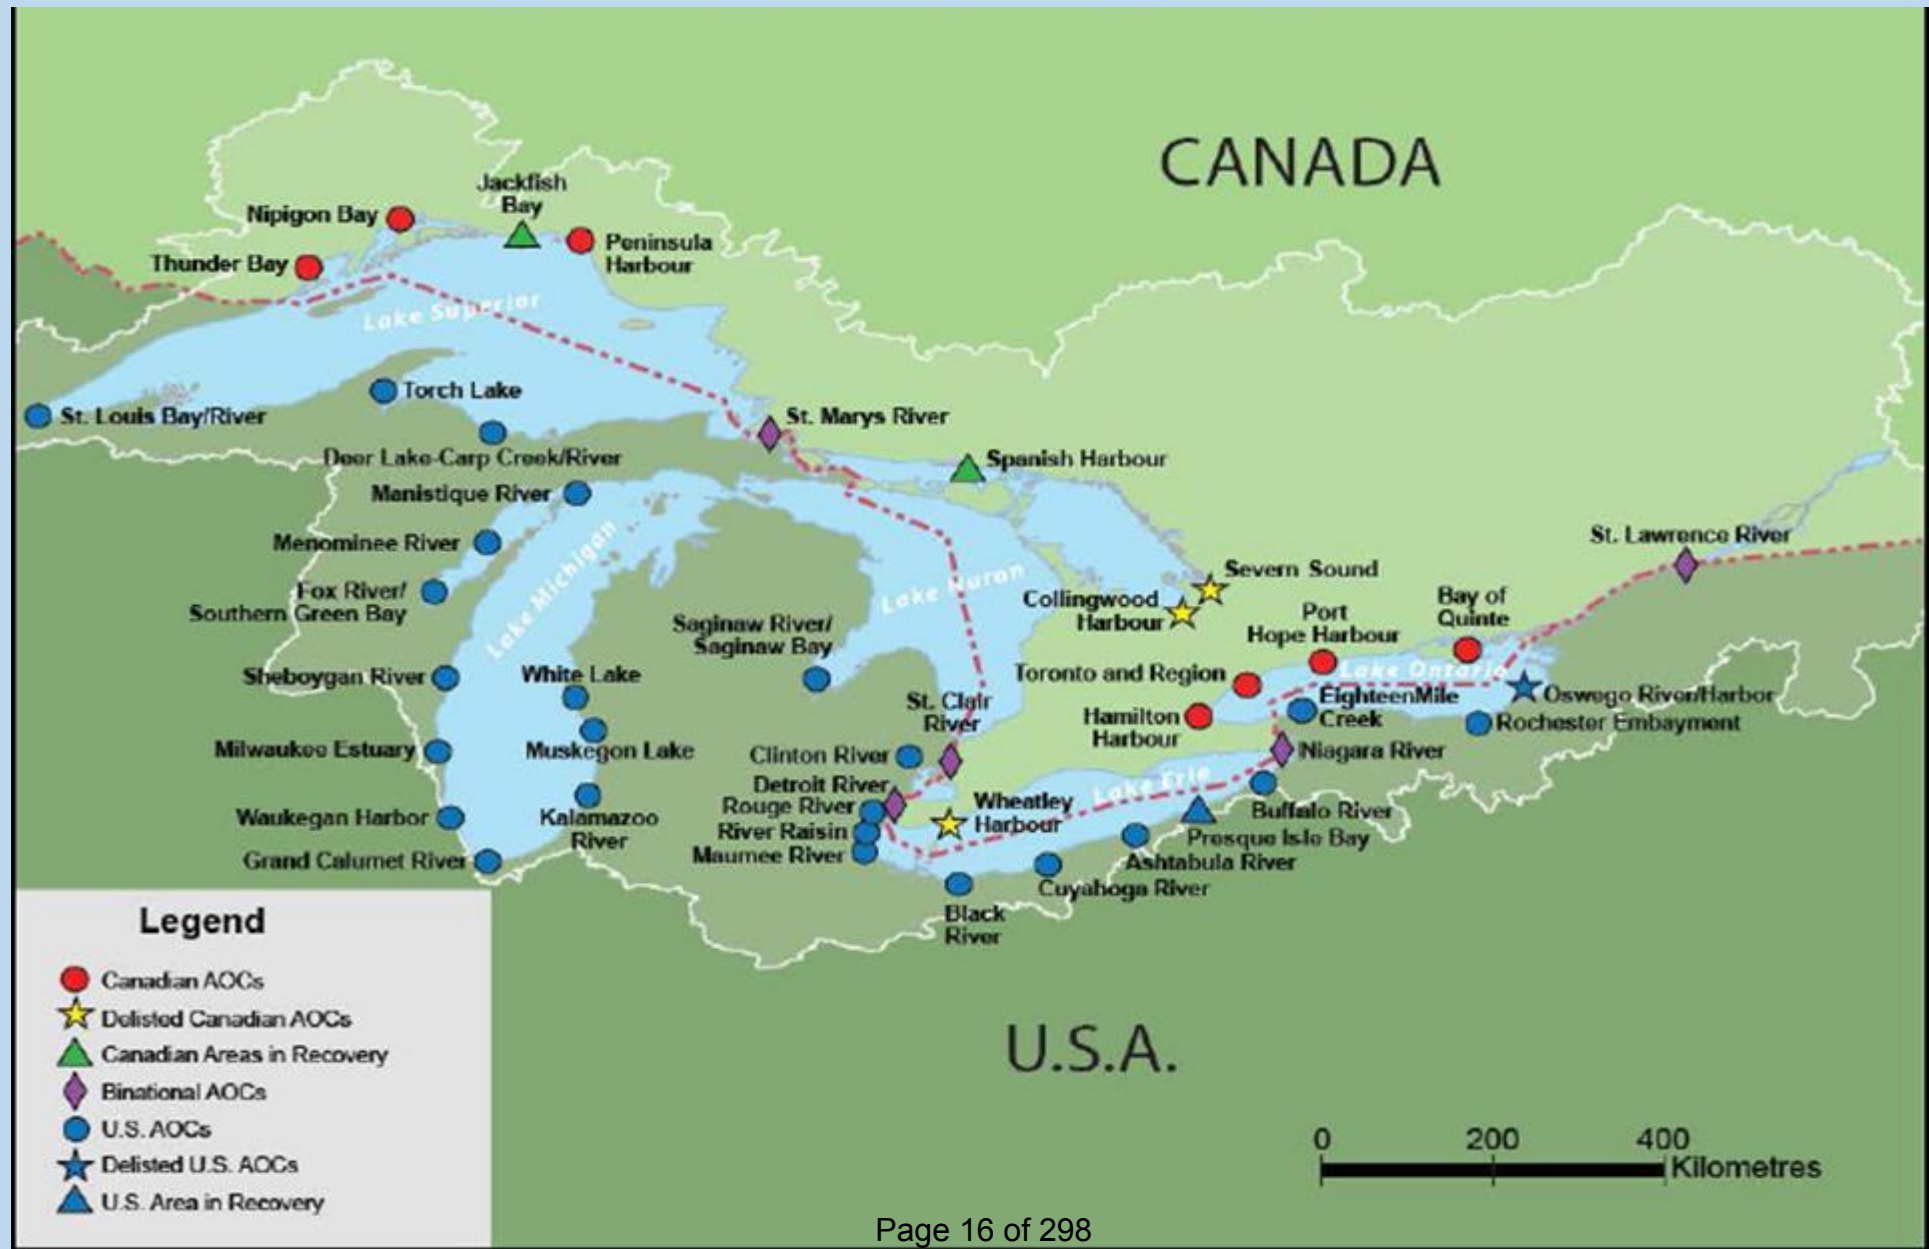 CANADA
Jackfish
Bay
Nipigon Bay
Peninsula
Harbour
Thunder Bay
Lake Superior
Torch Lake
St. Louis Bay/River
St. Marys River
Deer Lake-Carp Creek/River
Spanish Harbour
Manistique River
Menominee River
Lake Michigan
St. Lawrence River
Severn Sound
Lake Huron
Fox River/
Southern Green Bay
Collingwood
Harbour
Port
Hope Harbour
Bay of
Quinte
Saginaw River/
Saginaw Bay
Sheboygan River
White Lake
Toronto and Region
Lake Ontario
St. Clair
River
Hamilton
Harbour
EighteenMile
Creek
Oswego River/Harbor
Rochester Embayment
Milwaukee Estuary
Muskegon Lake
Clinton River
Niagara River
Detroit River
Lake Erie
Rouge River
Wheatley
Harbour
Waukegan Harbor
Kalamazoo
River
River Raisin
Buffalo River
Presque Isle Bay
Maumee River
Grand Calumet River
Ashtabula River
Cuyahoga River
Black
River
Legend
Canadian AOCs
Delisted Canadian AOCs
Canadian Areas in Recovery
Binational AOCs
U.S. AOCs
Delisted U.S. AOCs
U.S. Area in Recovery
U.S.A.
0 200 400
Kilometres
Page 16 of 298